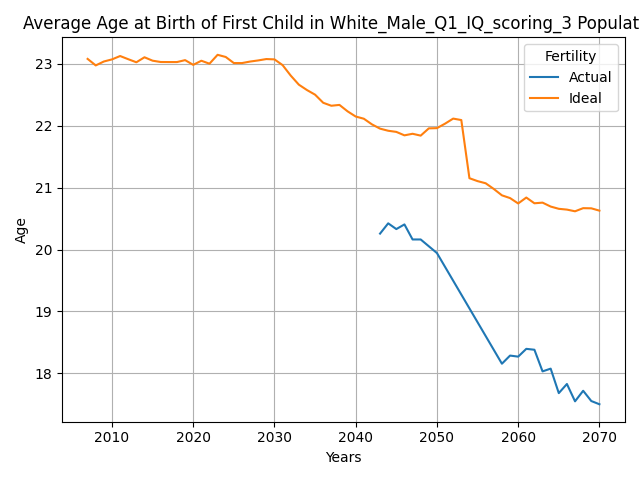 Average Age at Birth of First Child in White_Male_Q1_IQ_scoring_3 Populat
Fertility
Actual
Ideal
Age
23
22
21
20
19
18
2010 2020 2030 2040 2050 2060 2070
Years